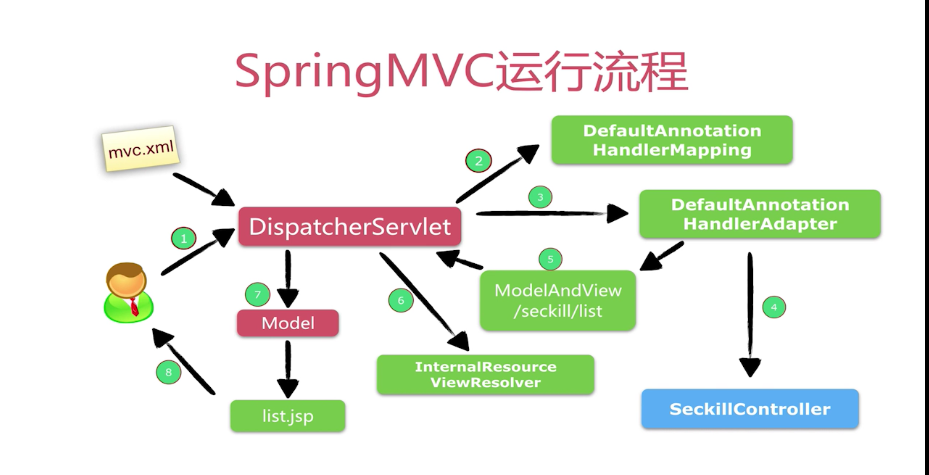 SpringMVC运行流程
mvc.xml
DefaultAnnotation
HandlerMapping
2
3
DefaultAnnotation
HandlerAdapter
DispatcherServlet
1
5
ModelAndView
/seckill/list
7
6
4
Model
InternalResource
ViewResolver
8
list.jsp
SeckillController